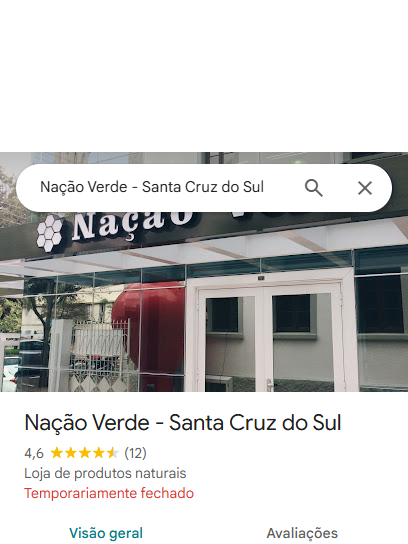 Nação Verde - Santa Cruz do Sul
Nação
Nação Verde - Santa Cruz do Sul
4,6 (12)
Loja de produtos naturais
Temporariamente fechado
Visão geral Avaliações